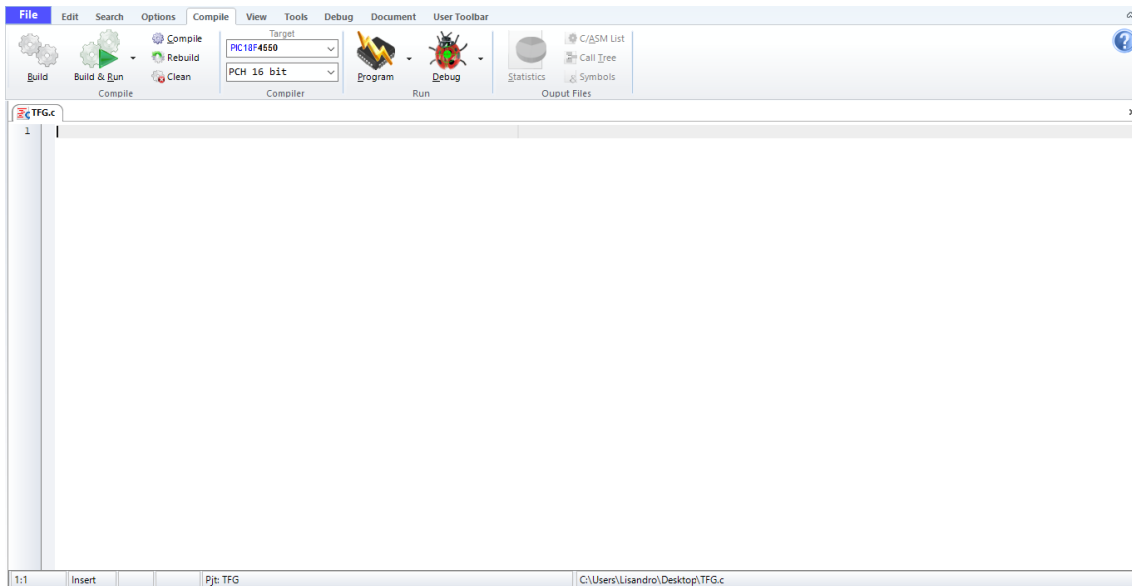 File Edit Search Options Compile View Tools Debug Document User Toolbar
Compile Target C/ASM List
PIC18F4550
Rebuild Call Tree
PCH 16 bit
Build Build & Run Clean Program Debug Statistics Symbols
Compile Compiler Run Ouput Files
TFG.c
1
1:1 Insert Pjt: TFG C:\Users\Lisandro\Desktop\TFG.c